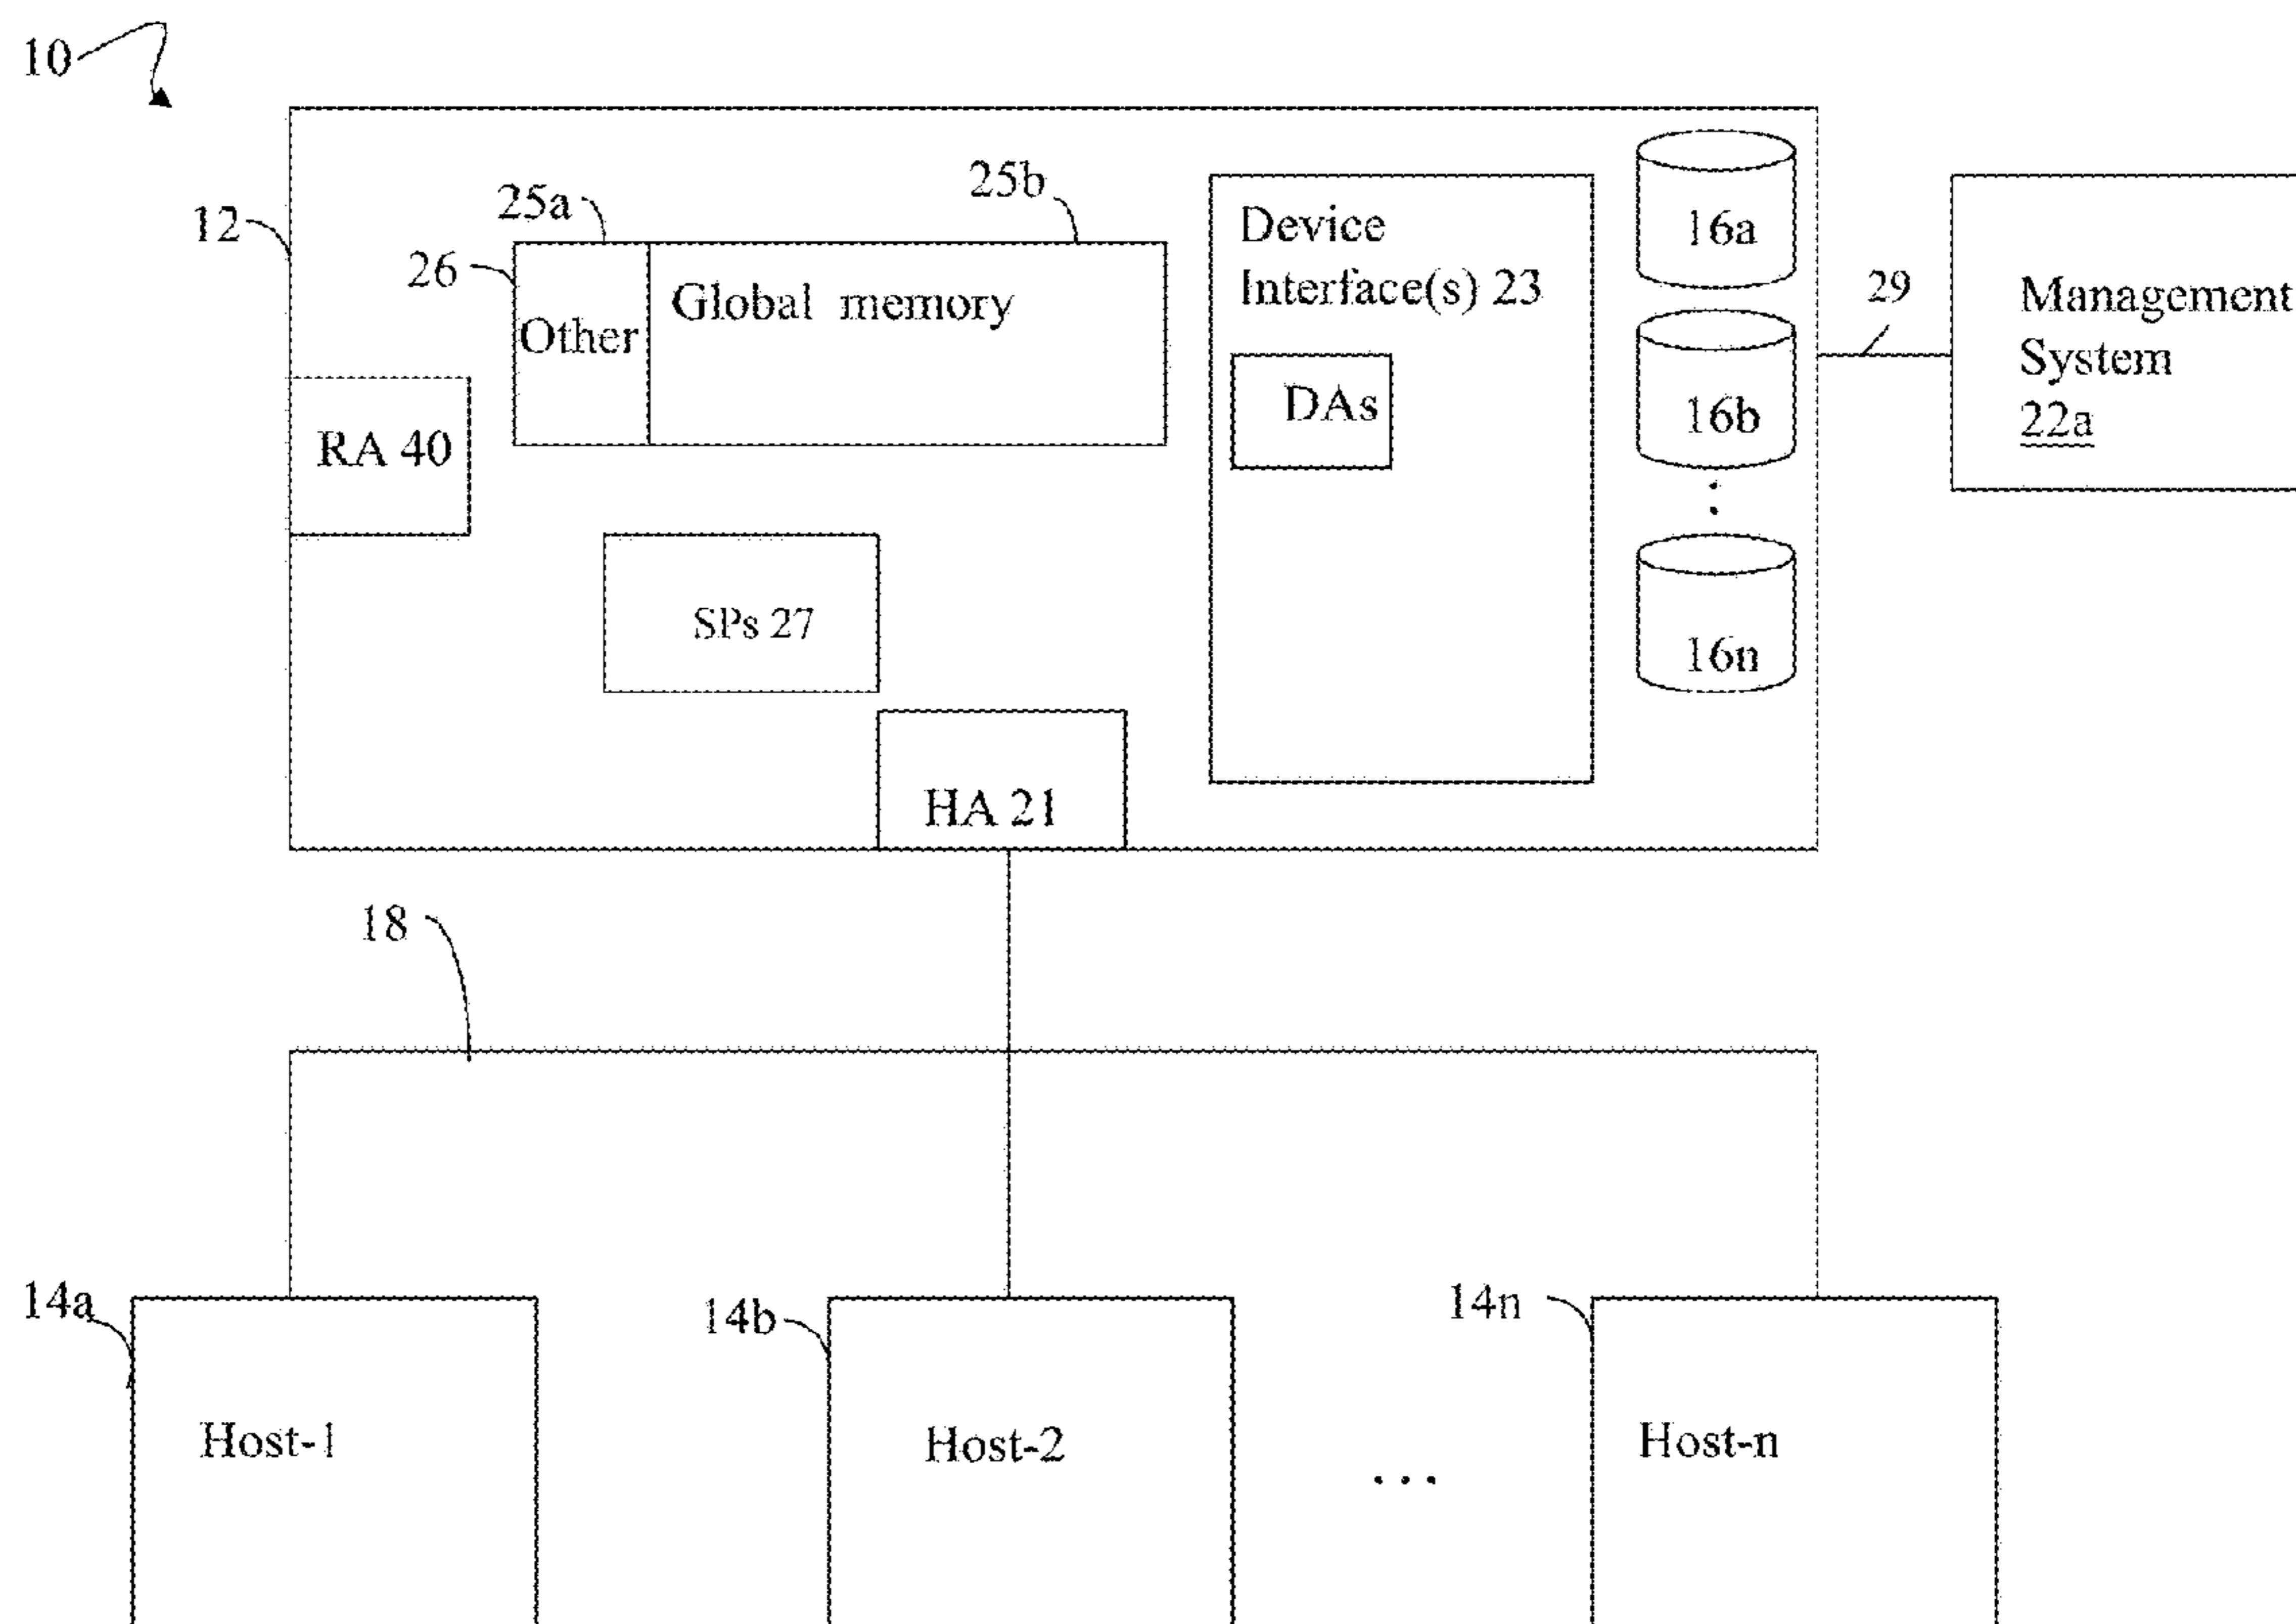 10
12
25a
25b
26
Other
Global memory
Device
Interface(s) 23
DAs
16a
16b
16n
29
Management
System
22a
RA 40
SPs 27
HA 21
18
14a
14b
14n
Host-1
Host-2
...
Host-n